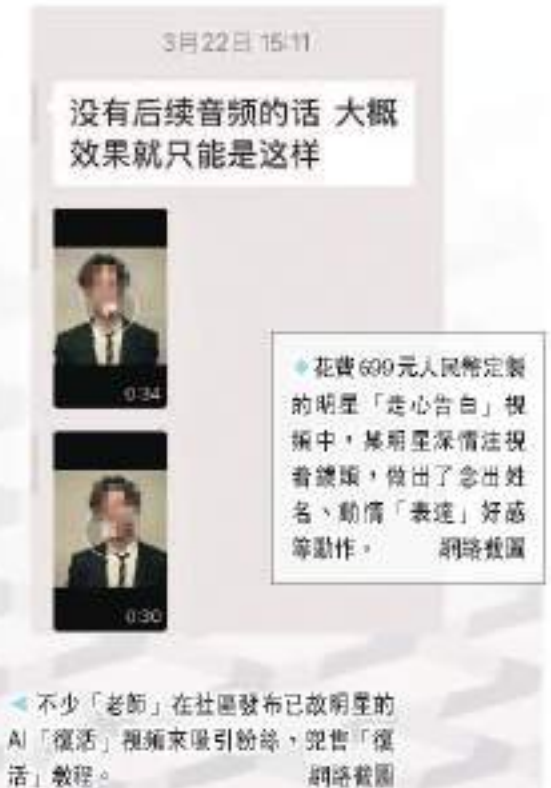 3月22日 15:11
没有后续音频的话 大概
效果就只能是这样
0:34
0:30
花費699元人民幣定製
的明星「走心告白」視
頻中，某明星深情注視
着鏡頭，做出了念出姓
名、動情「表達」好感
等動作。 網絡截圖
不少「老師」在社區發布已故明星的
AI「復活」視頻來吸引粉絲，兜售「復
活」教程。 網絡截圖